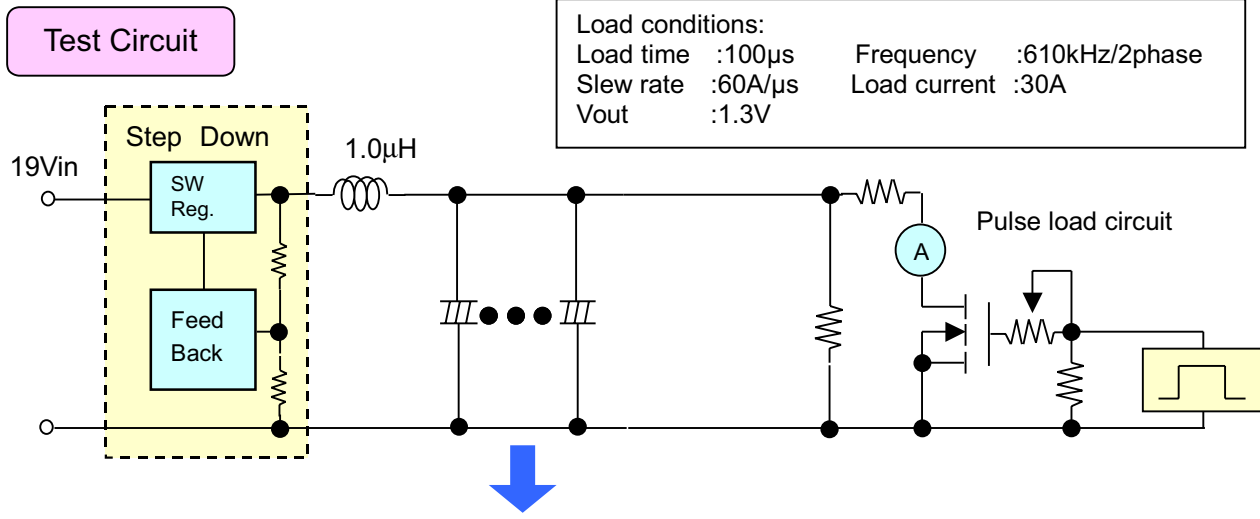 Test Circuit
Load conditions:
Load time :100µs Frequency :610kHz/2phase
Slew rate :60A/µs Load current :30A
Vout :1.3V
Step Down
1.0µH
19Vin
SW
Reg.
Pulse load circuit
A
Feed
Back